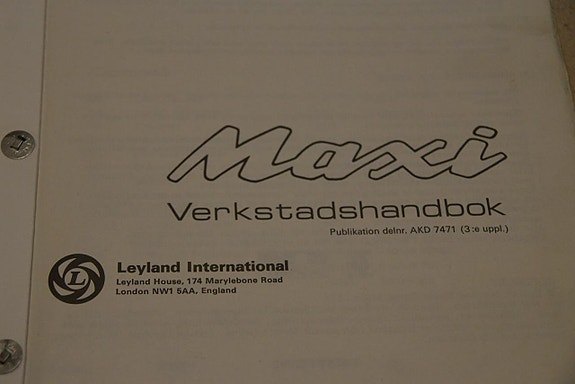 Maxi
Verkstadshandbok
Publikation delnr. AKD 7471 (3:e uppl.)
L
Leyland International
Leyland House, 174 Marylebone Road
London NW1 5AA, England